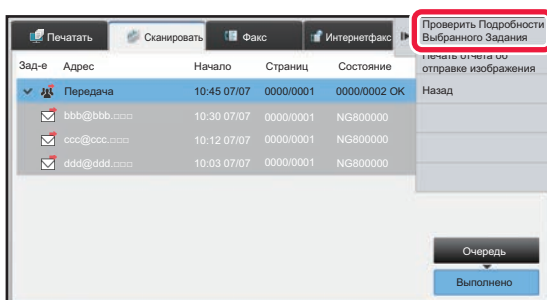 Печатать
Сканировать
Факс
Интернетфакс
Проверить Подробности
Выбранного Задания
Печать отчета об
отправке изображения
Назад
Зад-е Адрес Начало Страниц Состояние
Передача 10:45 07/07 0000/0001 0000/0002 OK
bbb@bbb.□□□ 10:30 07/07 0000/0001 NG800000
ccc@ccc.□□□ 10:12 07/07 0000/0001 NG800000
ddd@ddd.□□□ 10:03 07/07 0000/0001 NG800000
Очередь
Выполнено